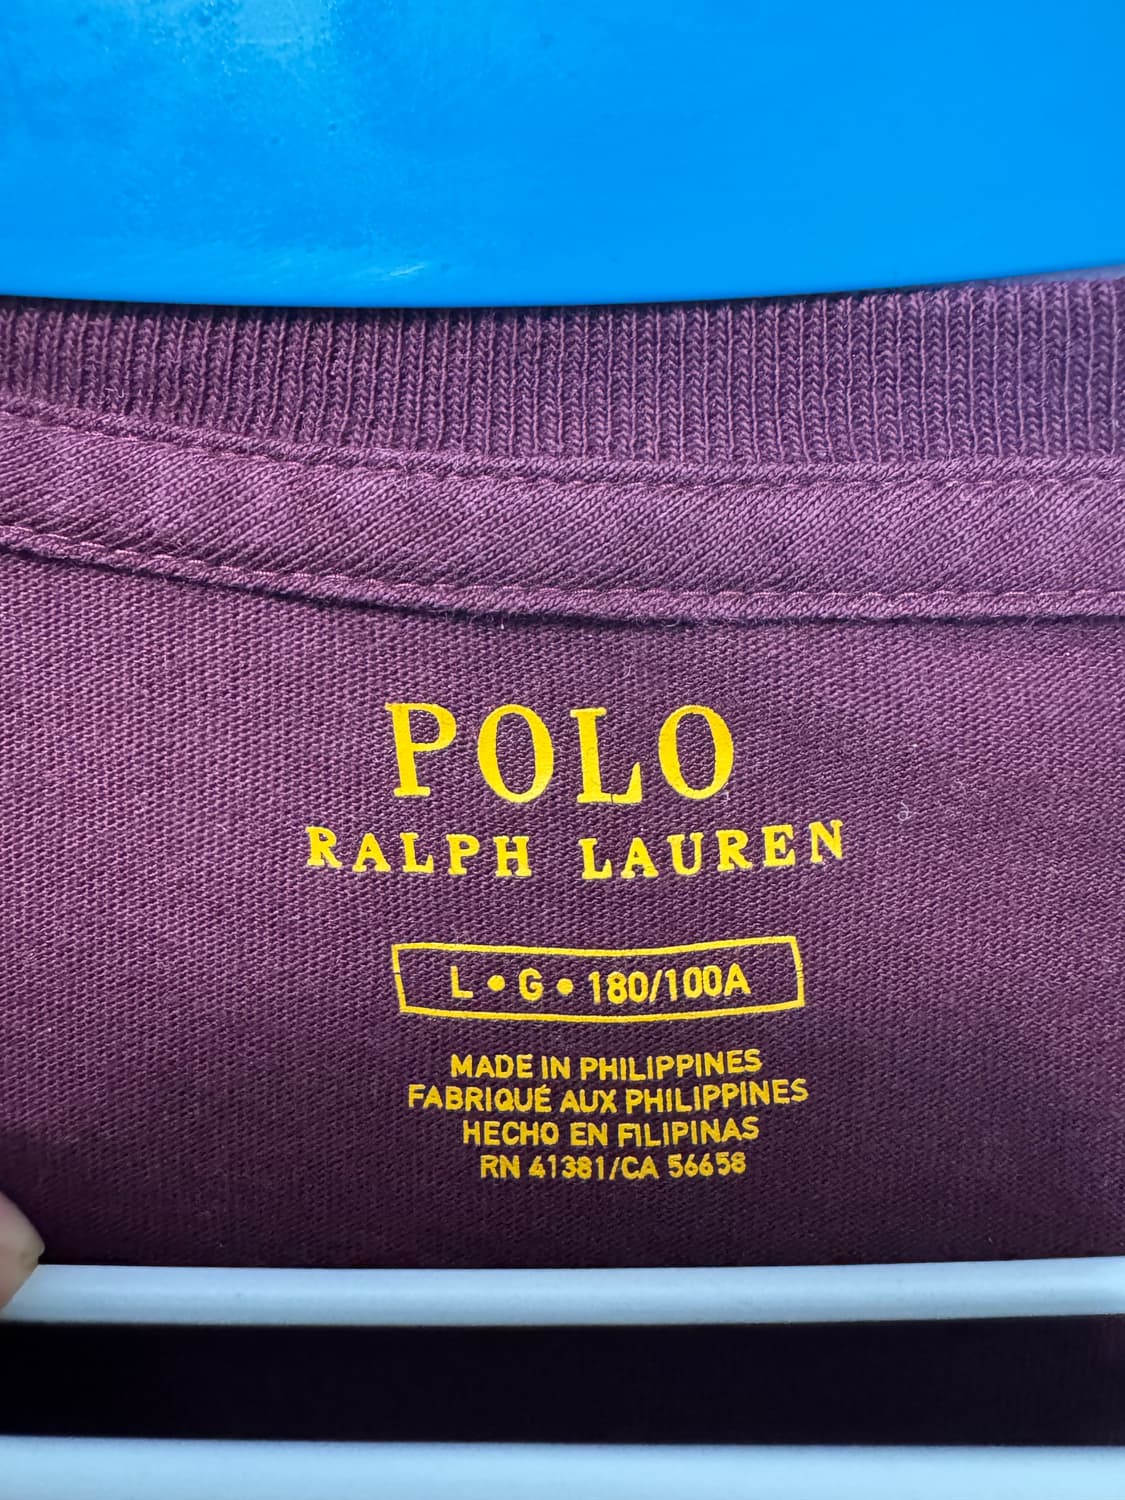 POLO
RALPH LAUREN
L • G • 180/100A
MADE IN PHILIPPINES
FABRIQUÉ AUX PHILIPPINES
HECHO EN FILIPINAS
RN 41381/CA 56658